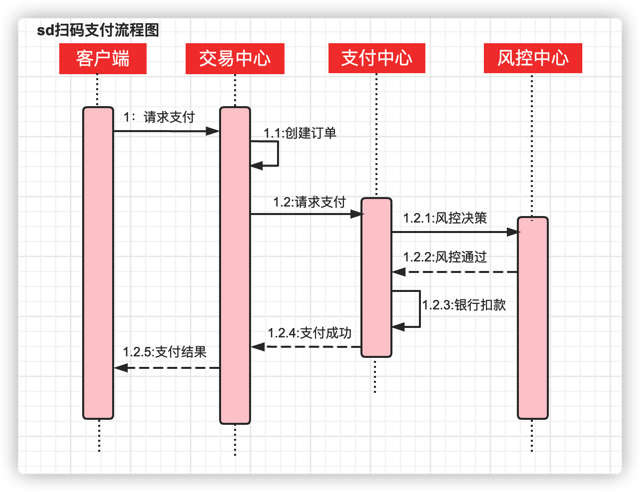 sd扫码支付流程图
客户端
交易中心
支付中心
风控中心
1：请求支付
1.1:创建订单
1.2:请求支付
1.2.1:风控决策
1.2.2:风控通过
1.2.3:银行扣款
1.2.4:支付成功
1.2.5:支付结果